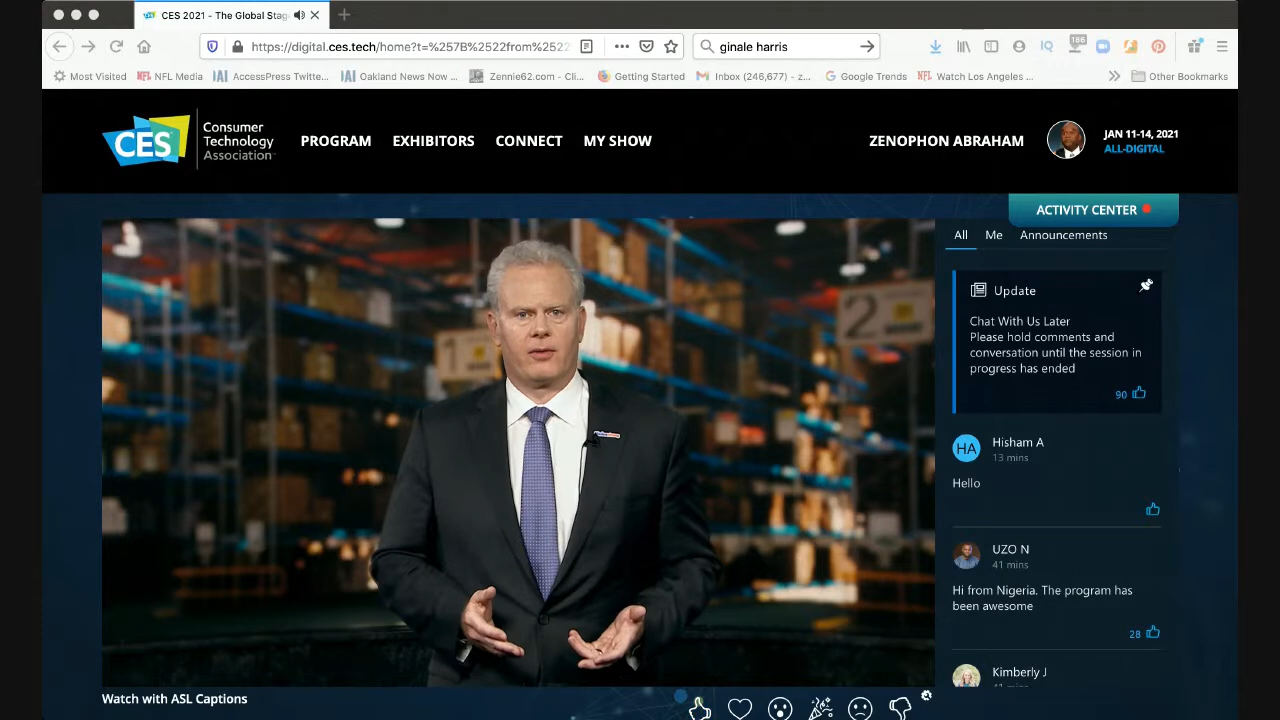 CES 2021 - The Global Stag
https://digital.ces.tech/home?t=%257B%2522from%2522
ginale harris
186
Most Visited
NFL Media
AccessPress Twitte...
Oakland News Now ...
Zennie62.com - Cli...
Getting Started
Inbox (246,677) - z...
Google Trends
Watch Los Angeles ...
Other Bookmarks
CES
Consumer
Technology
Association
PROGRAM
EXHIBITORS
CONNECT
MY SHOW
ZENOPHON ABRAHAM
JAN 11-14, 2021
ALL-DIGITAL
ACTIVITY CENTER
All
Me
Announcements
Update
Chat With Us Later
Please hold comments and
conversation until the session in
progress has ended
90
HA
Hisham A
13 mins
Hello
UZO N
41 mins
Hi from Nigeria. The program has
been awesome
28
Kimberly J
1
2
Watch with ASL Captions